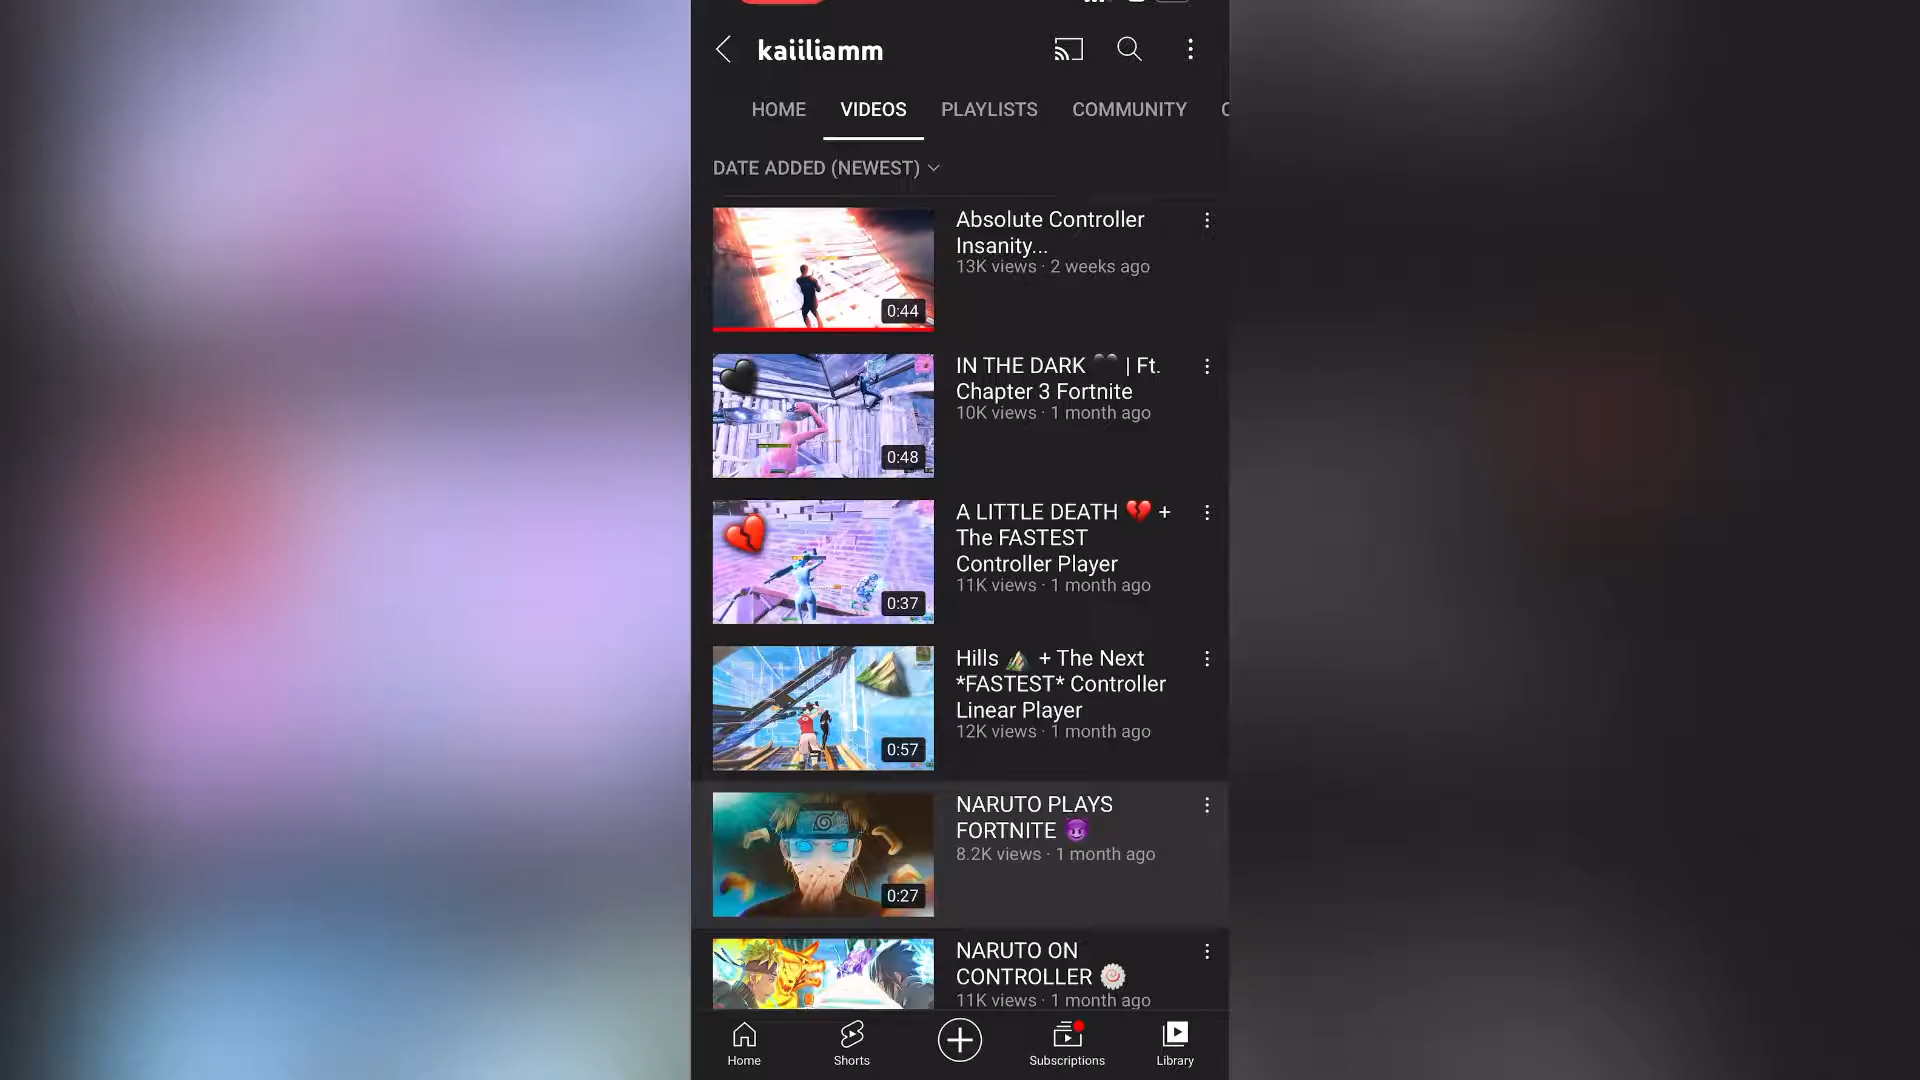 kaiiliamm
HOME VIDEOS PLAYLISTS COMMUNITY C
DATE ADDED (NEWEST)
Absolute Controller
Insanity...
13K views · 2 weeks ago
0:44
IN THE DARK 🖤 | Ft.
Chapter 3 Fortnite
10K views · 1 month ago
0:48
A LITTLE DEATH 💔 +
The FASTEST
Controller Player
11K views · 1 month ago
0:37
Hills ⛰️ + The Next
*FASTEST* Controller
Linear Player
12K views · 1 month ago
0:57
NARUTO PLAYS
FORTNITE 😈
8.2K views · 1 month ago
0:27
NARUTO ON
CONTROLLER 🍥
11K views · 1 month ago
Home Shorts Subscriptions Library